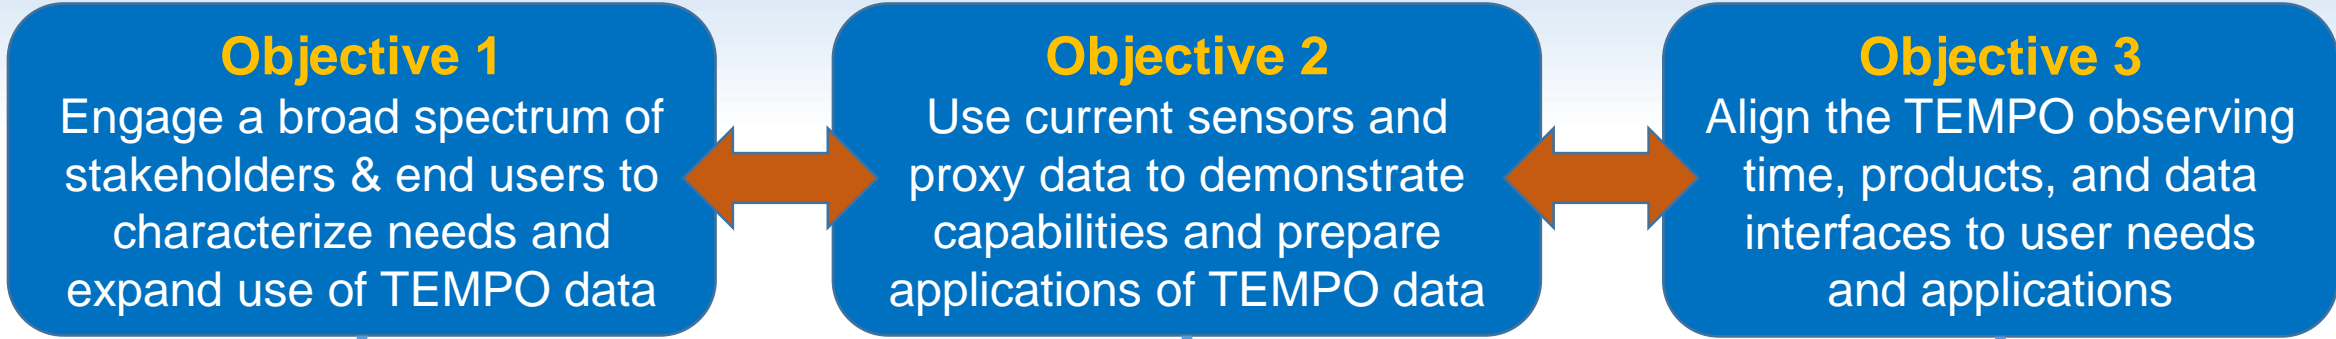 Objective 1
Engage a broad spectrum of
stakeholders & end users to
characterize needs and
expand use of TEMPO data
Objective 2
Use current sensors and
proxy data to demonstrate
capabilities and prepare
applications of TEMPO data
Objective 3
Align the TEMPO observing
time, products, and data
interfaces to user needs
and applications